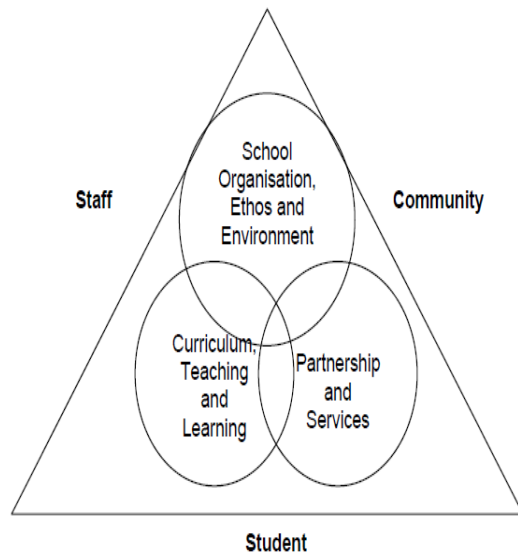 School
Organisation,
Ethos and
Environment
Staff
Community
Curriculum,
Teaching
and
Learning
Partnership
and
Services
Student